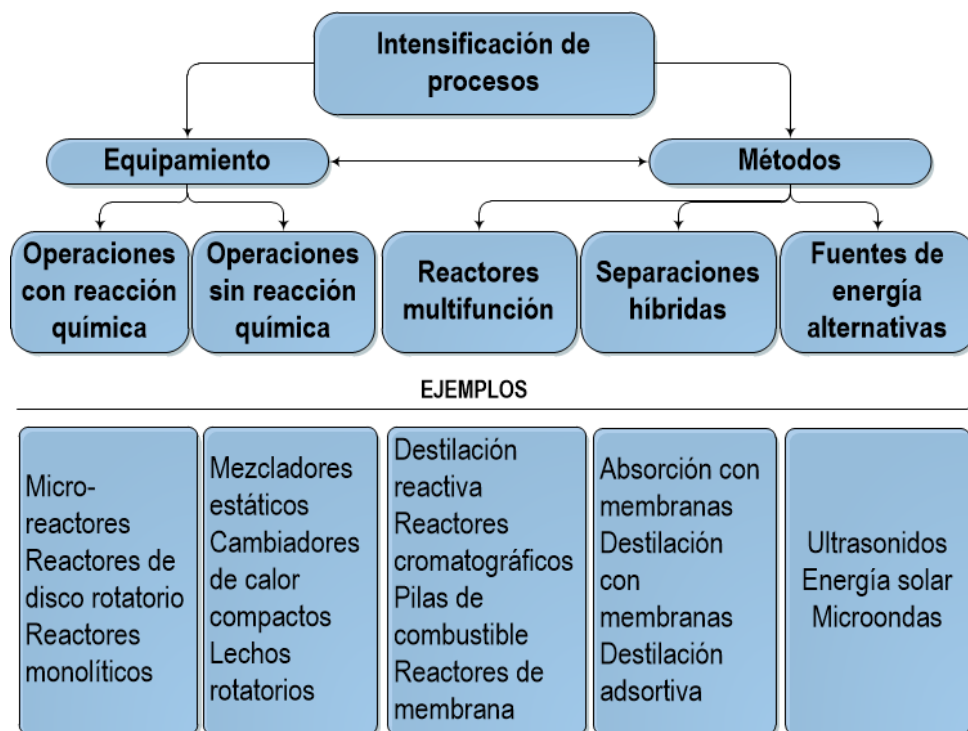 Intensificación de
procesos
Equipamiento
Métodos
Operaciones
con reacción
química
Operaciones
sin reacción
química
Reactores
multifunción
Separaciones
híbridas
Fuentes de
energía
alternativas
EJEMPLOS
Micro-
reactores
Reactores de
disco rotatorio
Reactores
monolíticos
Mezcladores
estáticos
Cambiadores
de calor
compactos
Lechos
rotatorios
Destilación
reactiva
Reactores
cromatográficos
Pilas de
combustible
Reactores de
membrana
Absorción con
membranas
Destilación
con
membranas
Destilación
adsortiva
Ultrasonidos
Energía solar
Microondas